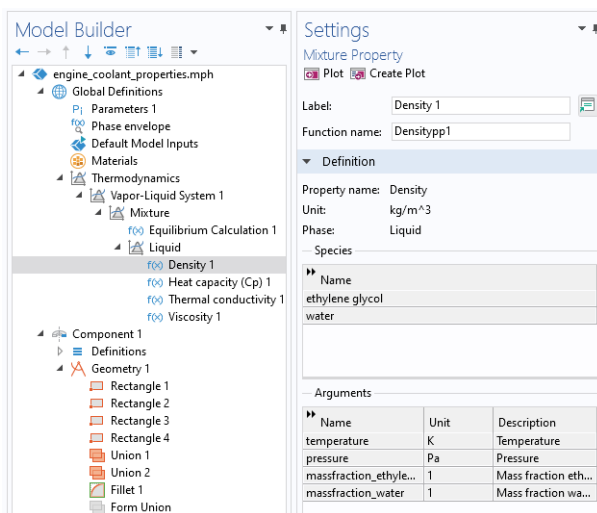 Model Builder
engine_coolant_properties.mph
Global Definitions
Pi Parameters 1
Phase envelope
Default Model Inputs
Materials
Thermodynamics
Vapor-Liquid System 1
Mixture
f(x) Equilibrium Calculation 1
Liquid
f(x) Density 1
f(x) Heat capacity (Cp) 1
f(x) Thermal conductivity 1
f(x) Viscosity 1
Component 1
Definitions
Geometry 1
Rectangle 1
Rectangle 2
Rectangle 3
Rectangle 4
Union 1
Union 2
Fillet 1
Form Union
Settings
Mixture Property
Plot Create Plot
Label: Density 1
Function name: Densitypp1
Definition
Property name: Density
Unit: kg/m^3
Phase: Liquid
Species
Name
ethylene glycol
water
Arguments
Name Unit Description
temperature K Temperature
pressure Pa Pressure
massfraction_ethyle... 1 Mass fraction eth...
massfraction_water 1 Mass fraction wa...